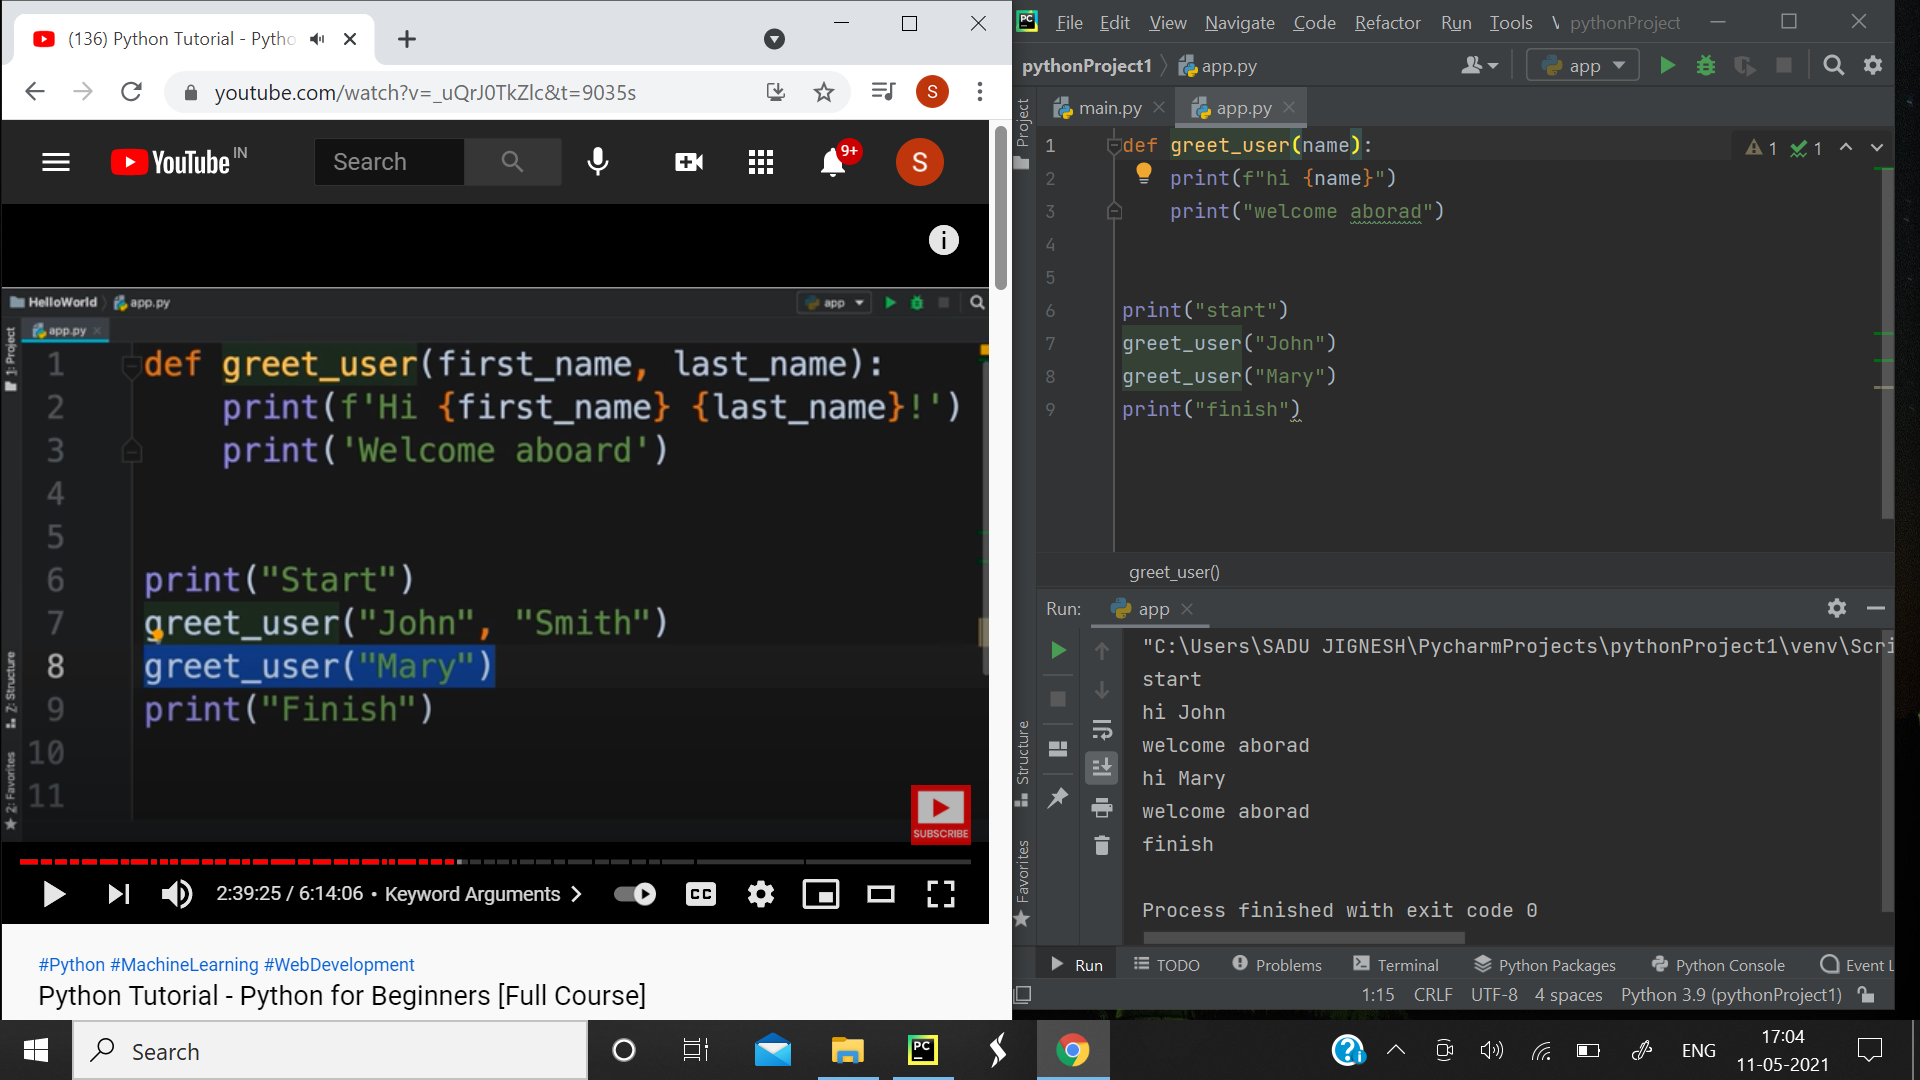 (136) Python Tutorial - Pytho
youtube.com/watch?v=_uQrJ0TkZlc&t=9035s
S
YouTube IN
Search
9+
S
i
HelloWorld
app.py
app
app.py
1: Project
Z: Structure
2: Favorites
1 def greet_user(first_name, last_name):
2 print(f'Hi {first_name} {last_name}!')
3 print('Welcome aboard')
4
5
6 print("Start")
7 greet_user("John", "Smith")
8 greet_user("Mary")
9 print("Finish")
10
11
SUBSCRIBE
2:39:25 / 6:14:06 • Keyword Arguments
CC
#Python #MachineLearning #WebDevelopment
Python Tutorial - Python for Beginners [Full Course]
PC File Edit View Navigate Code Refactor Run Tools V pythonProject
pythonProject1 app.py
app
Project
main.py app.py
1 def greet_user(name):
2 print(f"hi {name}")
3 print("welcome aborad")
4
5
6 print("start")
7 greet_user("John")
8 greet_user("Mary")
9 print("finish")
1 1
greet_user()
Run: app
Structure
Favorites
"C:\Users\SADU JIGNESH\PycharmProjects\pythonProject1\venv\Scri
start
hi John
welcome aborad
hi Mary
welcome aborad
finish
Process finished with exit code 0
Run TODO Problems Terminal Python Packages Python Console Event L
1:15 CRLF UTF-8 4 spaces Python 3.9 (pythonProject1)
Search
PC
ENG
17:04
11-05-2021